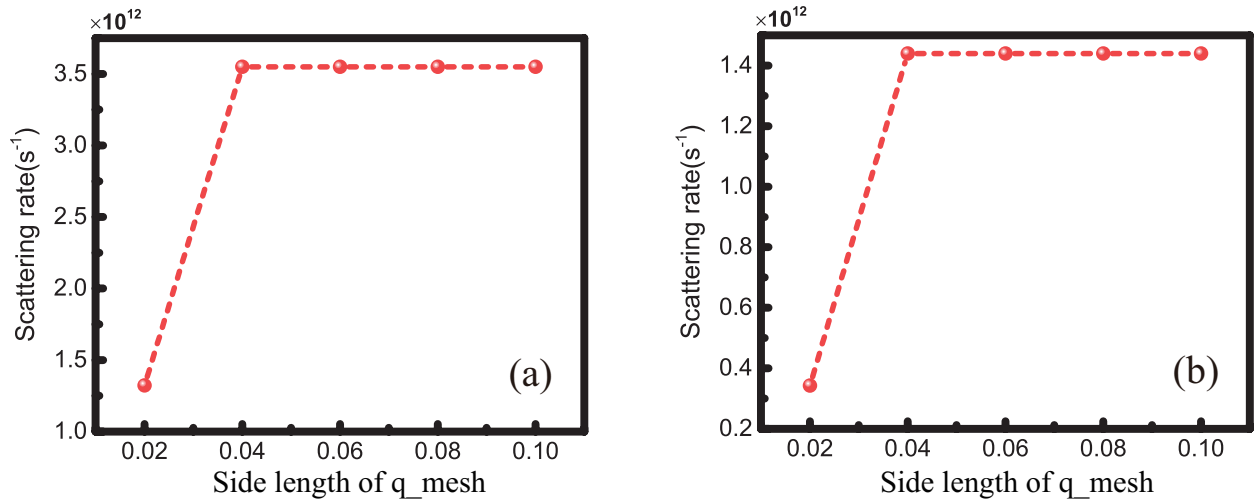 ×10¹²
3.5
3.0
2.5
2.0
1.5
1.0
Scattering rate(s⁻¹)
0.02 0.04 0.06 0.08 0.10
Side length of q_mesh
(a)
×10¹²
1.4
1.2
1.0
0.8
0.6
0.4
0.2
Scattering rate(s⁻¹)
0.02 0.04 0.06 0.08 0.10
Side length of q_mesh
(b)